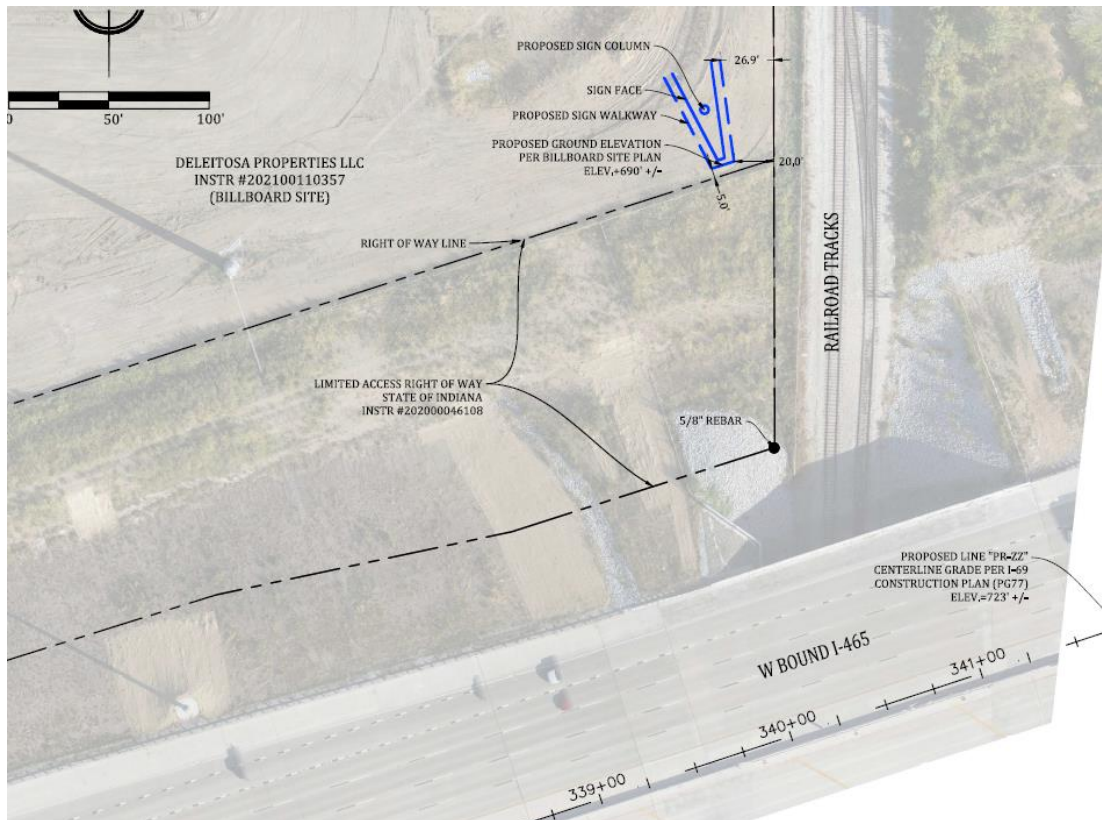 0
50'
100'
DELEITOSA PROPERTIES LLC
INSTR #202100110357
(BILLBOARD SITE)
PROPOSED SIGN COLUMN
SIGN FACE
PROPOSED SIGN WALKWAY
PROPOSED GROUND ELEVATION
PER BILLBOARD SITE PLAN
ELEV.+690' +/-
26.9'
20.0'
5.0'
RIGHT OF WAY LINE
RAILROAD TRACKS
LIMITED ACCESS RIGHT OF WAY
STATE OF INDIANA
INSTR #202000046108
5/8" REBAR
PROPOSED LINE "PR-ZZ"
CENTERLINE GRADE PER I-69
CONSTRUCTION PLAN (PG77)
ELEV.=723' +/-
W BOUND I-465
339+00
340+00
341+00